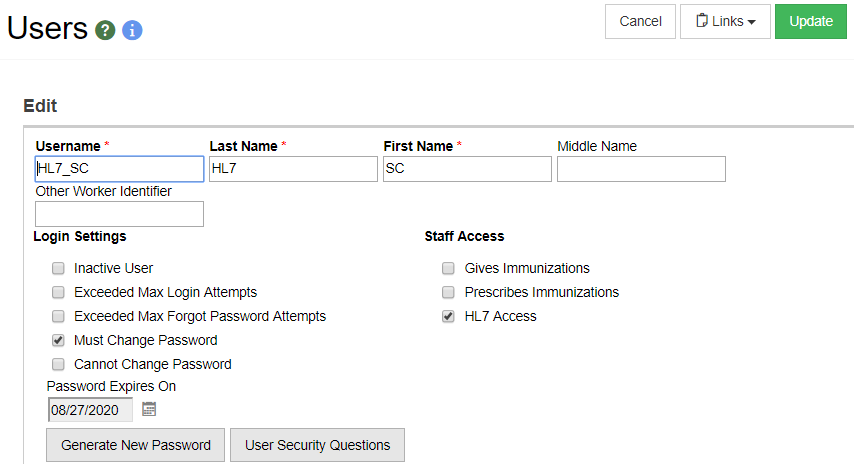 Users ? i
Cancel Links Update
Edit
Username * Last Name * First Name * Middle Name
HL7_SC HL7 SC
Other Worker Identifier
Login Settings Staff Access
Inactive User Gives Immunizations
Exceeded Max Login Attempts Prescribes Immunizations
Exceeded Max Forgot Password Attempts HL7 Access
Must Change Password
Cannot Change Password
Password Expires On
08/27/2020
Generate New Password User Security Questions